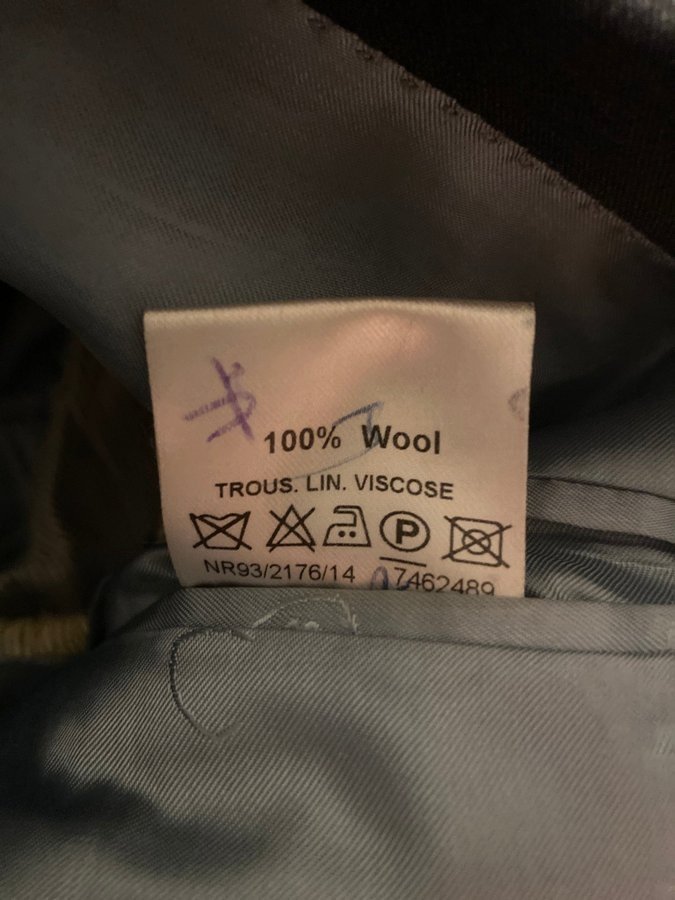 100% Wool
TROUS. LIN. VISCOSE
P
NR93/2176/14 7462489